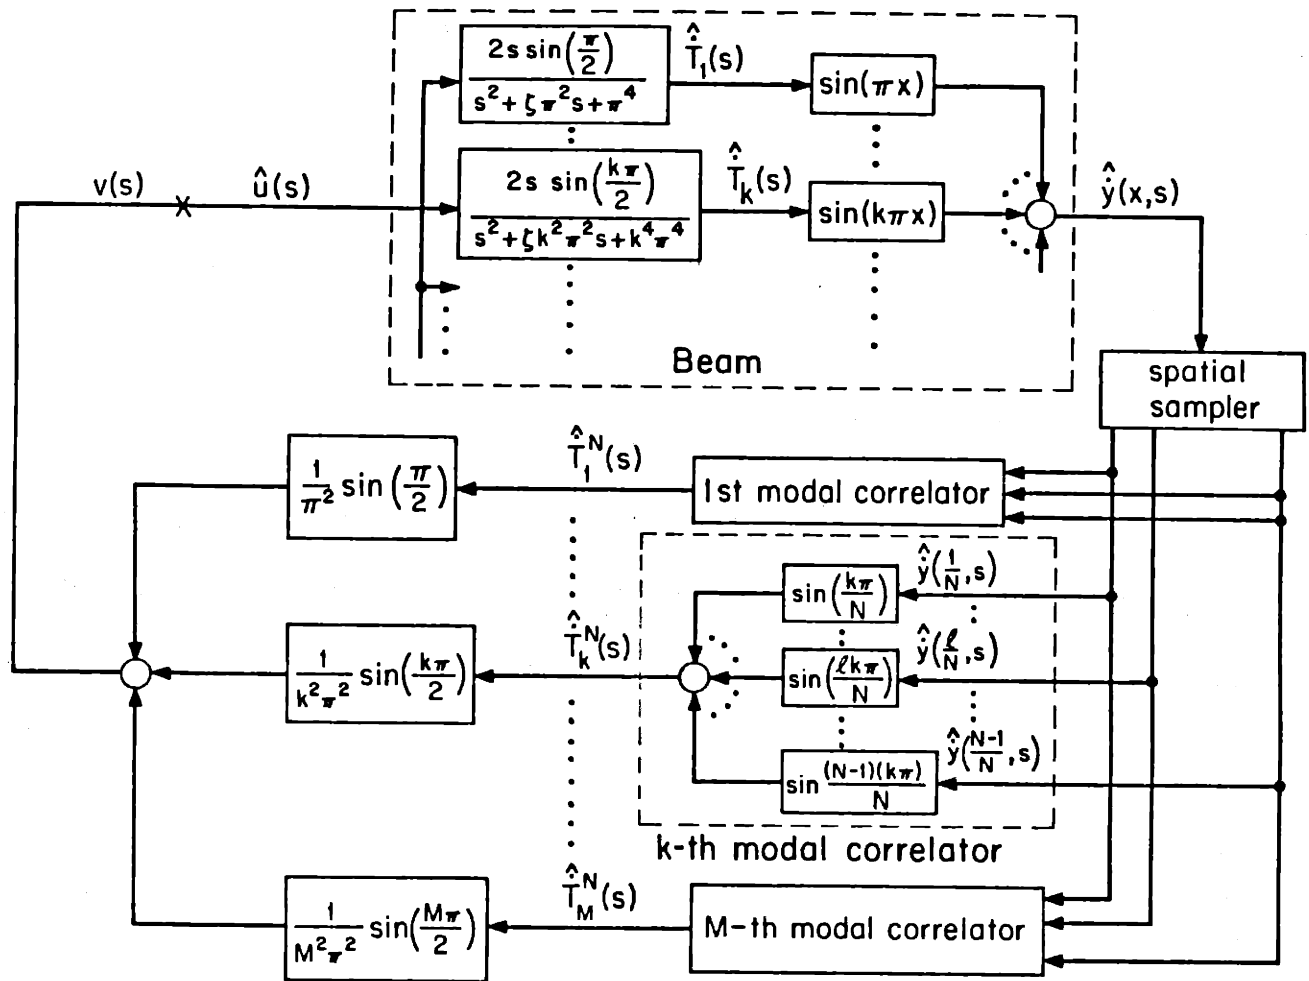 2s sin(π/2) / (s² + ζπ²s + π⁴)
T̂̇₁(s)
sin(πx)
v(s)
û(s)
2s sin(kπ/2) / (s² + ζk²π²s + k⁴π⁴)
T̂̇ₖ(s)
sin(kπx)
ŷ̇(x,s)
Beam
spatial
sampler
1/π² sin(π/2)
T̂̇₁ᴺ(s)
1st modal correlator
sin(kπ/N)
ŷ̇(1/N, s)
1/k²π² sin(kπ/2)
T̂̇ₖᴺ(s)
sin(ℓkπ/N)
ŷ̇(ℓ/N, s)
sin (N-1)(kπ)/N
ŷ̇(N-1/N, s)
k-th modal correlator
1/M²π² sin(Mπ/2)
T̂̇_Mᴺ(s)
M-th modal correlator